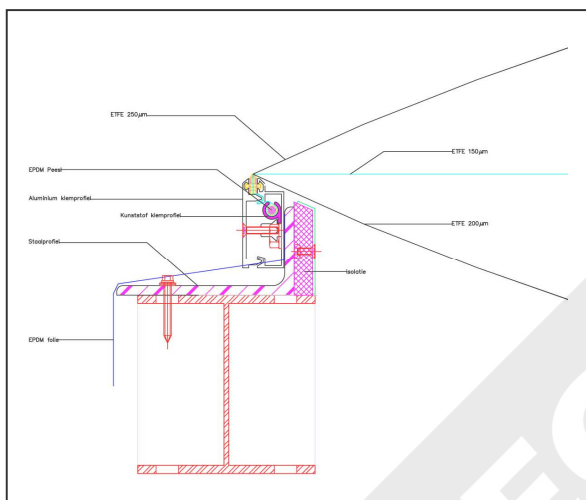 ETFE 250µm
ETFE 150µm
EPDM Pees
Aluminium klemprofiel
Kunststof klemprofiel
ETFE 200µm
Staalprofiel
Isolatie
EPDM folie